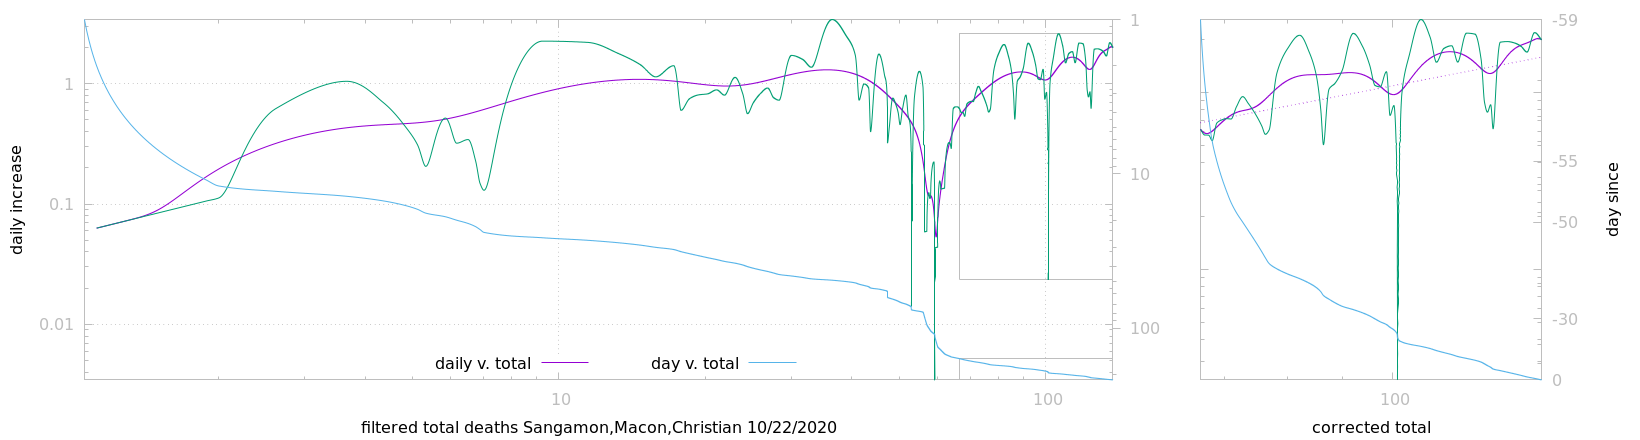 1
0.1
0.01
daily increase
10
100
1
10
100
daily v. total
day v. total
filtered total deaths Sangamon,Macon,Christian 10/22/2020
-59
-55
-50
-30
0
day since
100
corrected total